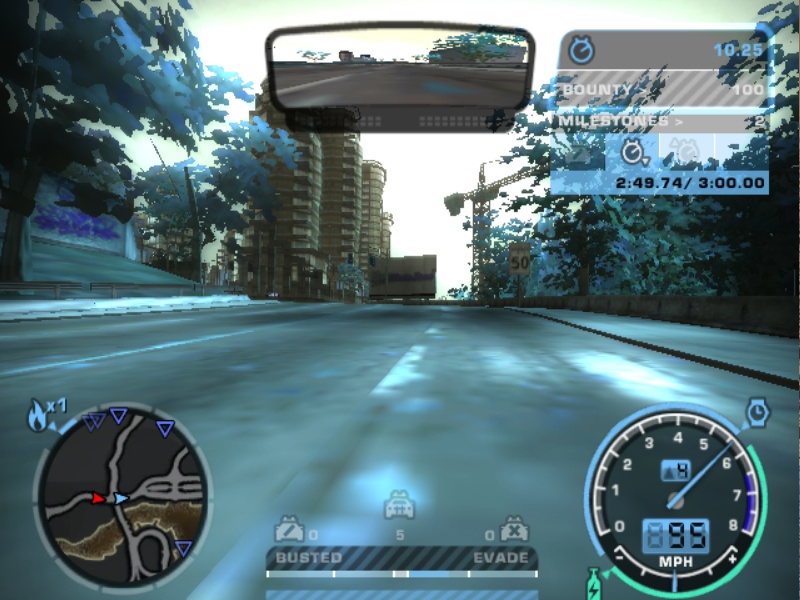 10.25
BOUNTY > 100
MILESTONES > 2
2:49.74/ 3:00.00
50
x1
0 1 2 3 4 5 6 7 8
4
95
MPH
0 5 0
BUSTED EVADE